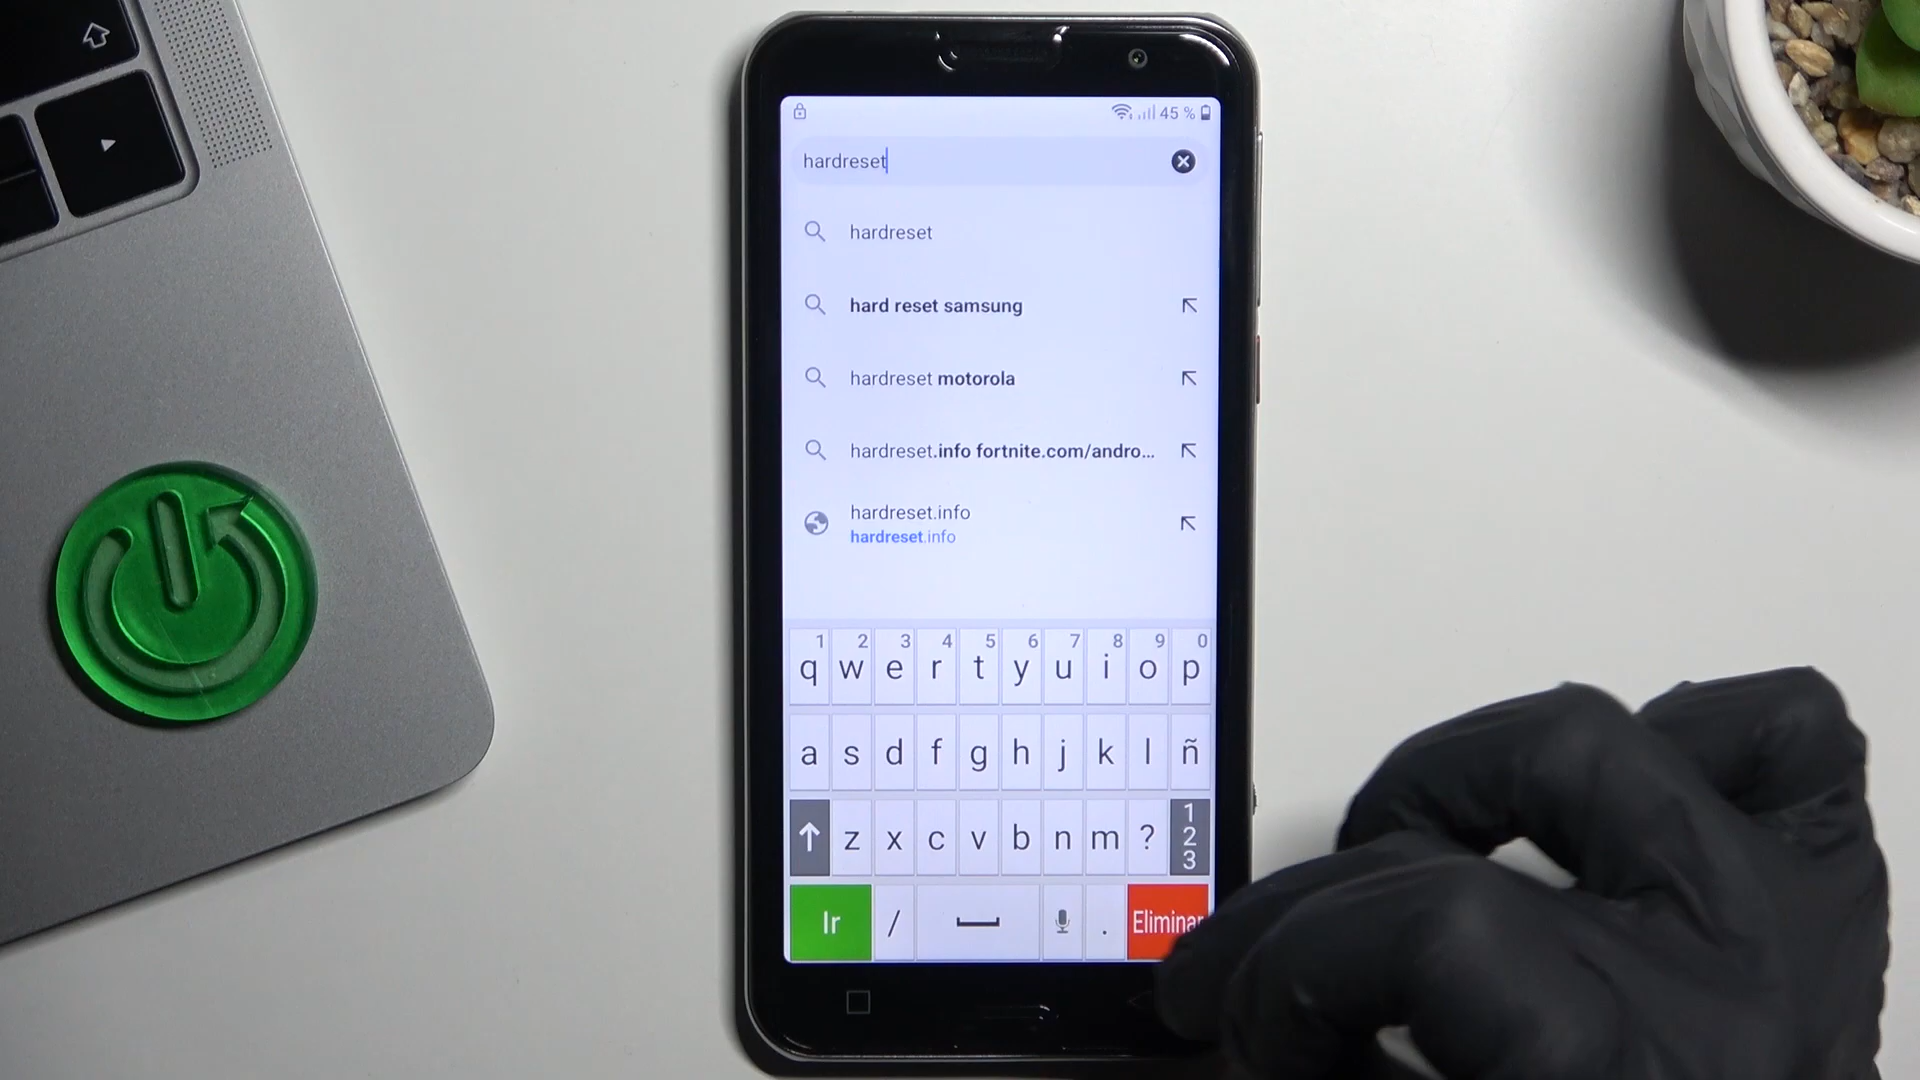 45 %
hardreset
hardreset
hard reset samsung
hardreset motorola
hardreset.info fortnite.com/andro...
hardreset.info
hardreset.info
1 2 3 4 5 6 7 8 9 0
q w e r t y u i o p
a s d f g h j k l ñ
z x c v b n m ? 1 2 3
Ir / . Eliminar